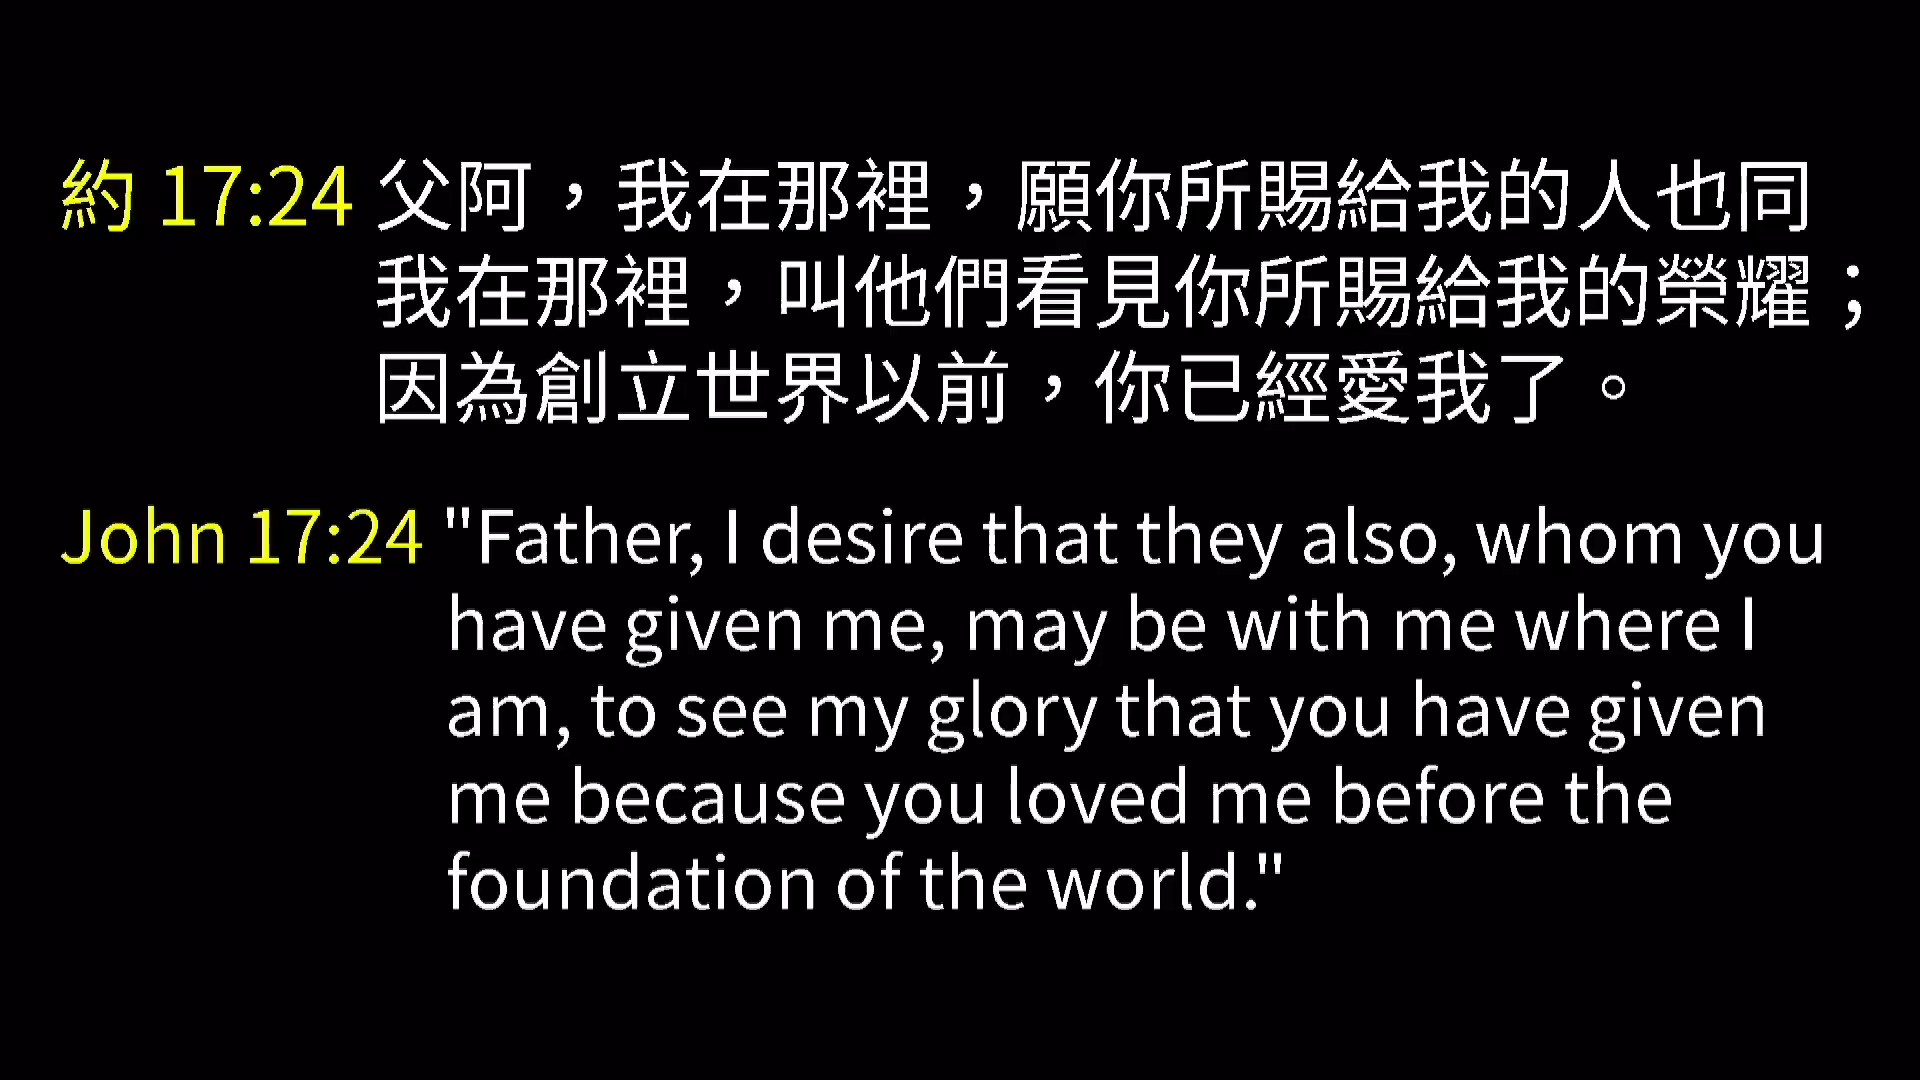 約 17:24 父阿，我在那裡，願你所賜給我的人也同
我在那裡，叫他們看見你所賜給我的榮耀；
因為創立世界以前，你已經愛我了。
John 17:24 "Father, I desire that they also, whom you
have given me, may be with me where I
am, to see my glory that you have given
me because you loved me before the
foundation of the world."